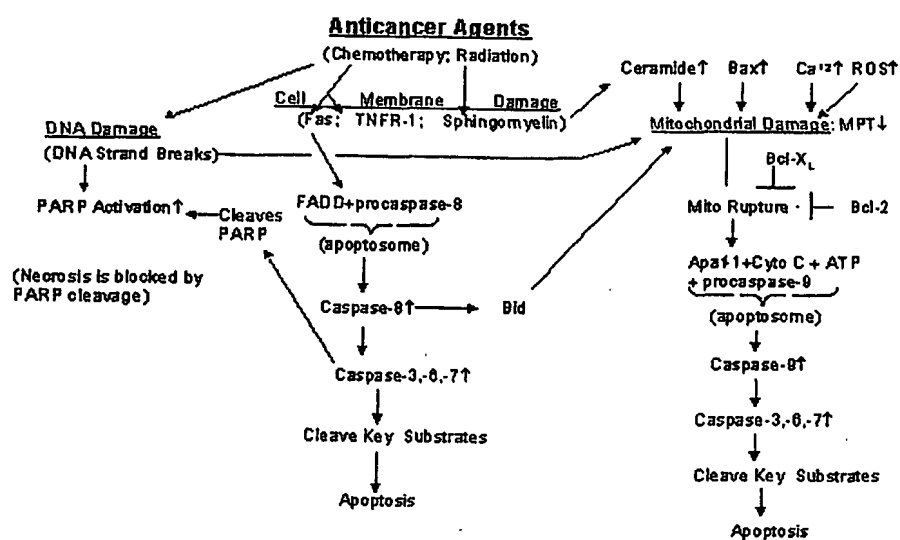 Anticancer Agents
(Chemotherapy; Radiation)
Cell Membrane Damage
(Fas; TNFR-1; Sphingomyelin)
DNA Damage
(DNA Strand Breaks)
PARP Activation↑
Cleaves
PARP
(Necrosis is blocked by
PARP cleavage)
FADD+procaspase-8
(apoptosome)
Caspase-8↑
Bid
Caspase-3,-6,-7↑
Cleave Key Substrates
Apoptosis
Ceramide↑ Bax↑ Ca⁺²↑ ROS↑
Mitochondrial Damage: MPT↓
Bcl-XL
Mito Rupture
Bcl-2
Apaf-1+Cyto C + ATP
+ procaspase-9
(apoptosome)
Caspase-9↑
Caspase-3,-6,-7↑
Cleave Key Substrates
Apoptosis